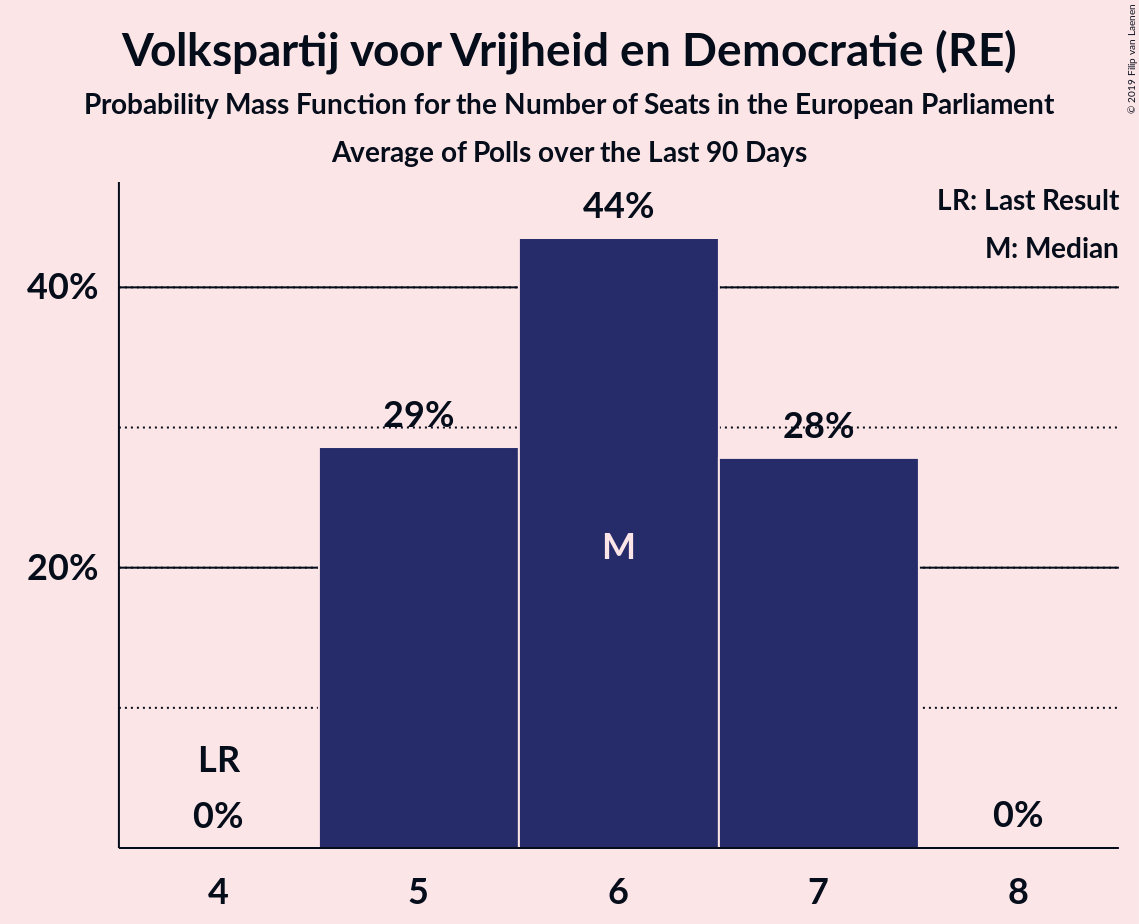 Volkspartij voor Vrijheid en Democratie (RE)
Probability Mass Function for the Number of Seats in the European Parliament
Average of Polls over the Last 90 Days
© 2019 Filip van Laenen
LR: Last Result
M: Median
44%
40%
29%
28%
M
20%
LR
0%
0%
4 5 6 7 8